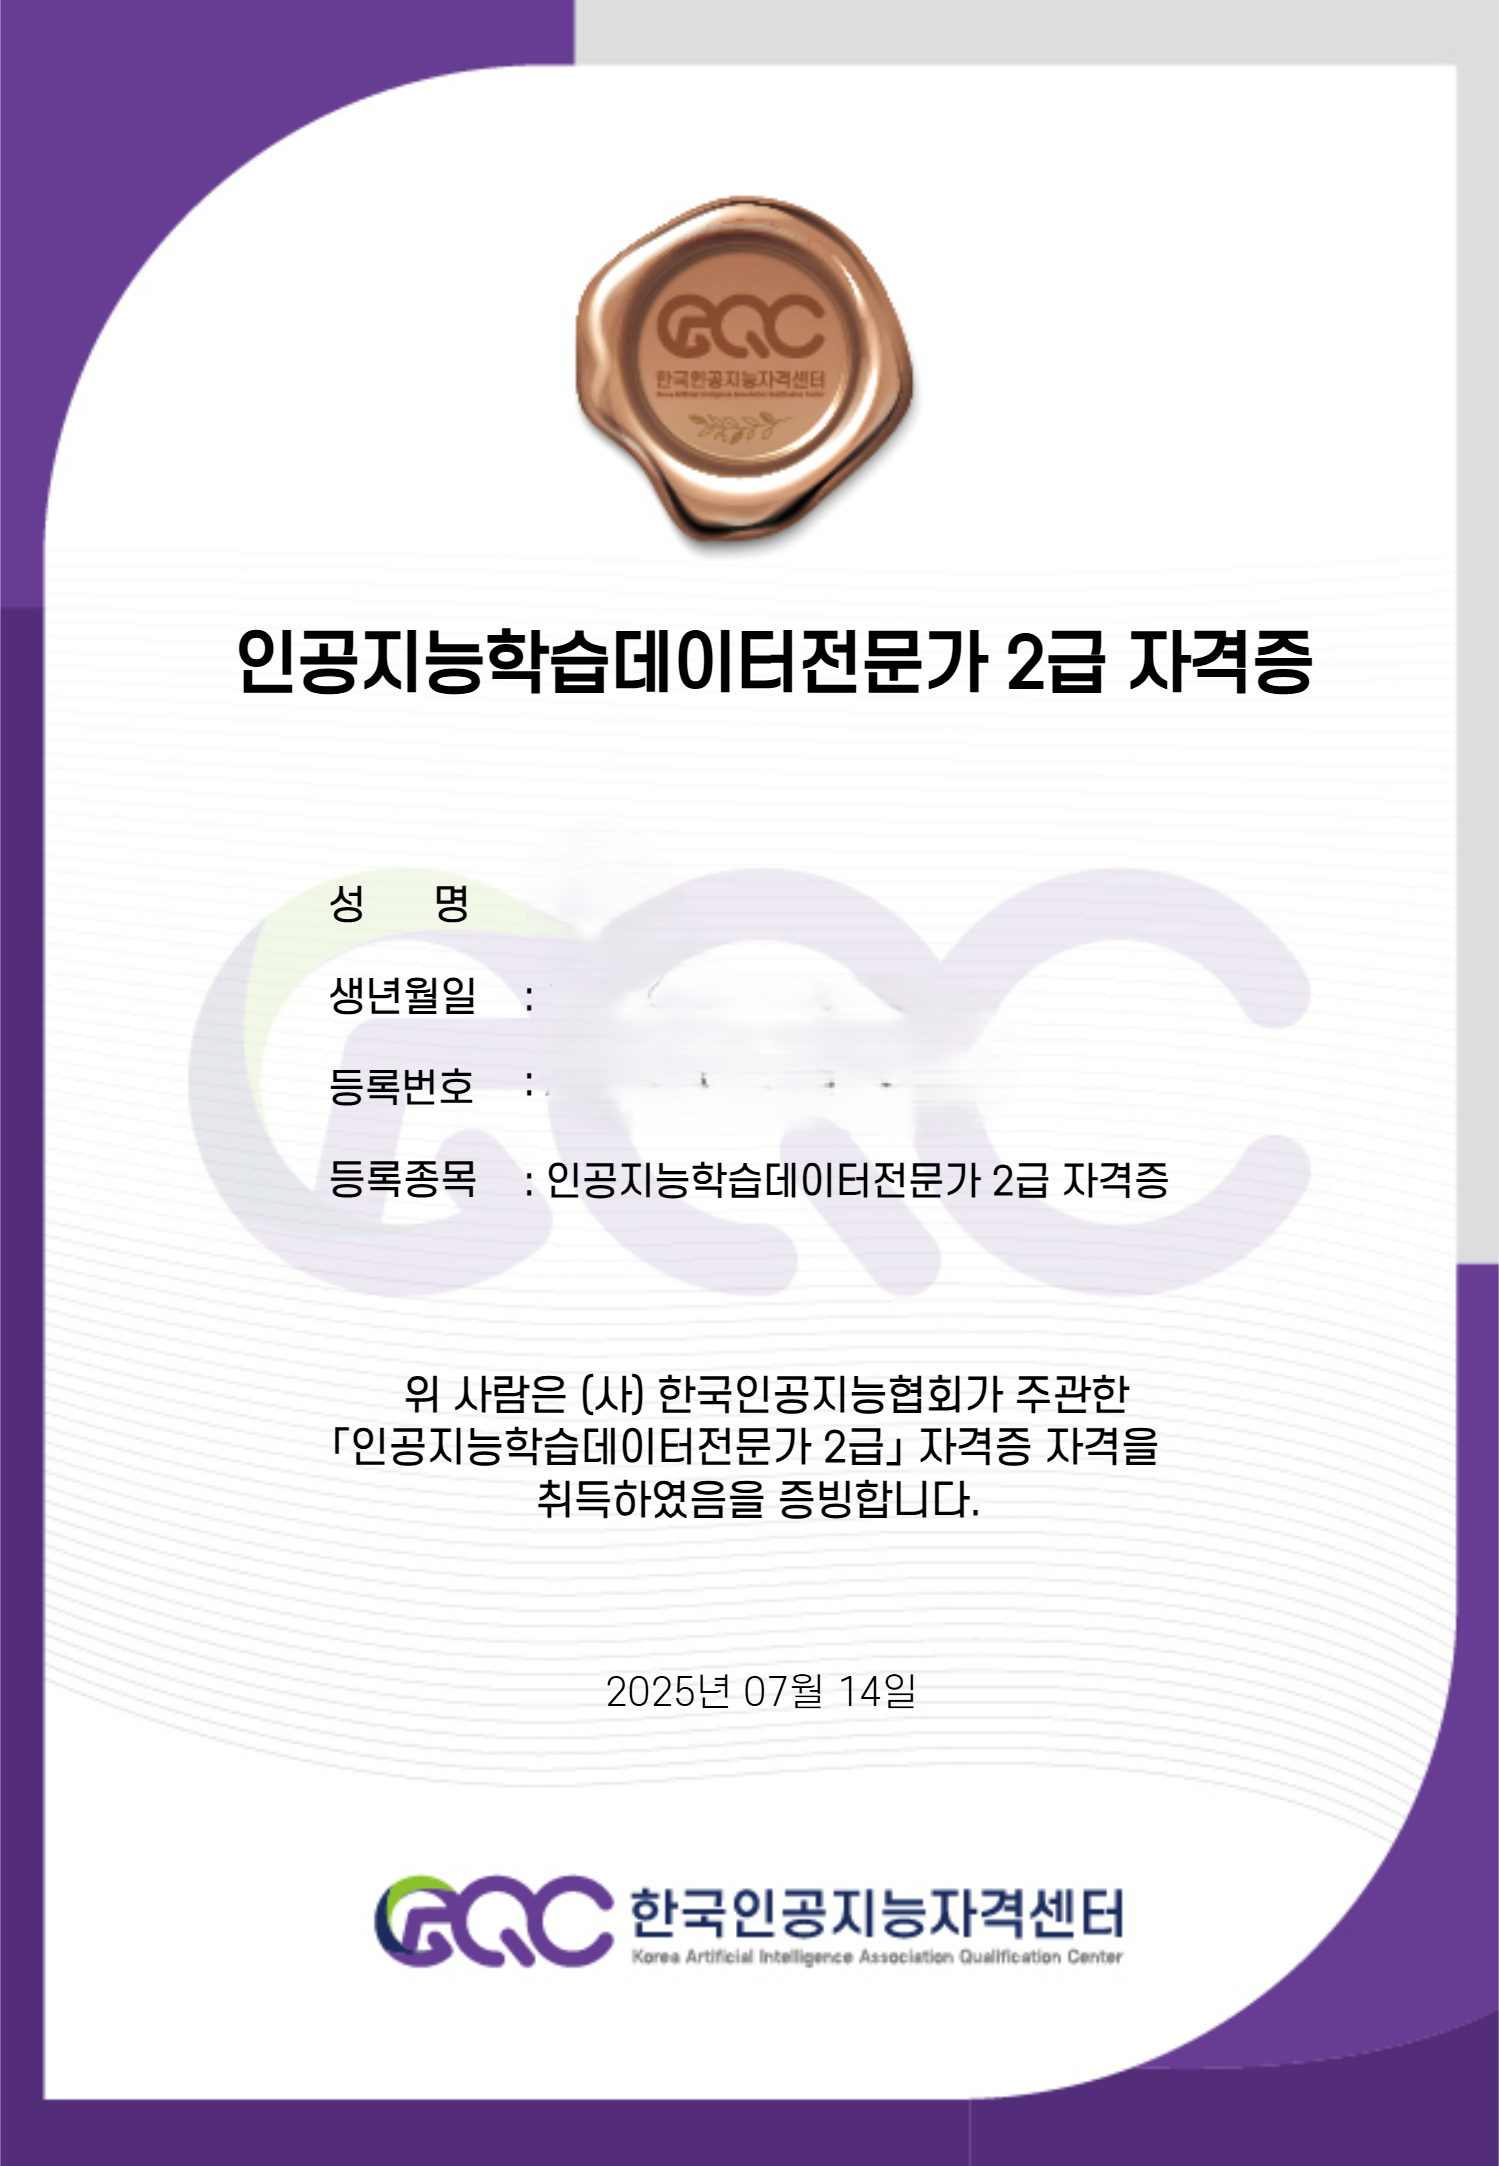 한국인공지능자격센터
인공지능학습데이터전문가 2급 자격증
성 명
생년월일 :
등록번호 :
등록종목 : 인공지능학습데이터전문가 2급 자격증
위 사람은 (사) 한국인공지능협회가 주관한
「인공지능학습데이터전문가 2급」 자격증 자격을
취득하였음을 증빙합니다.
2025년 07월 14일
한국인공지능자격센터
Korea Artificial Intelligence Association Qualification Center